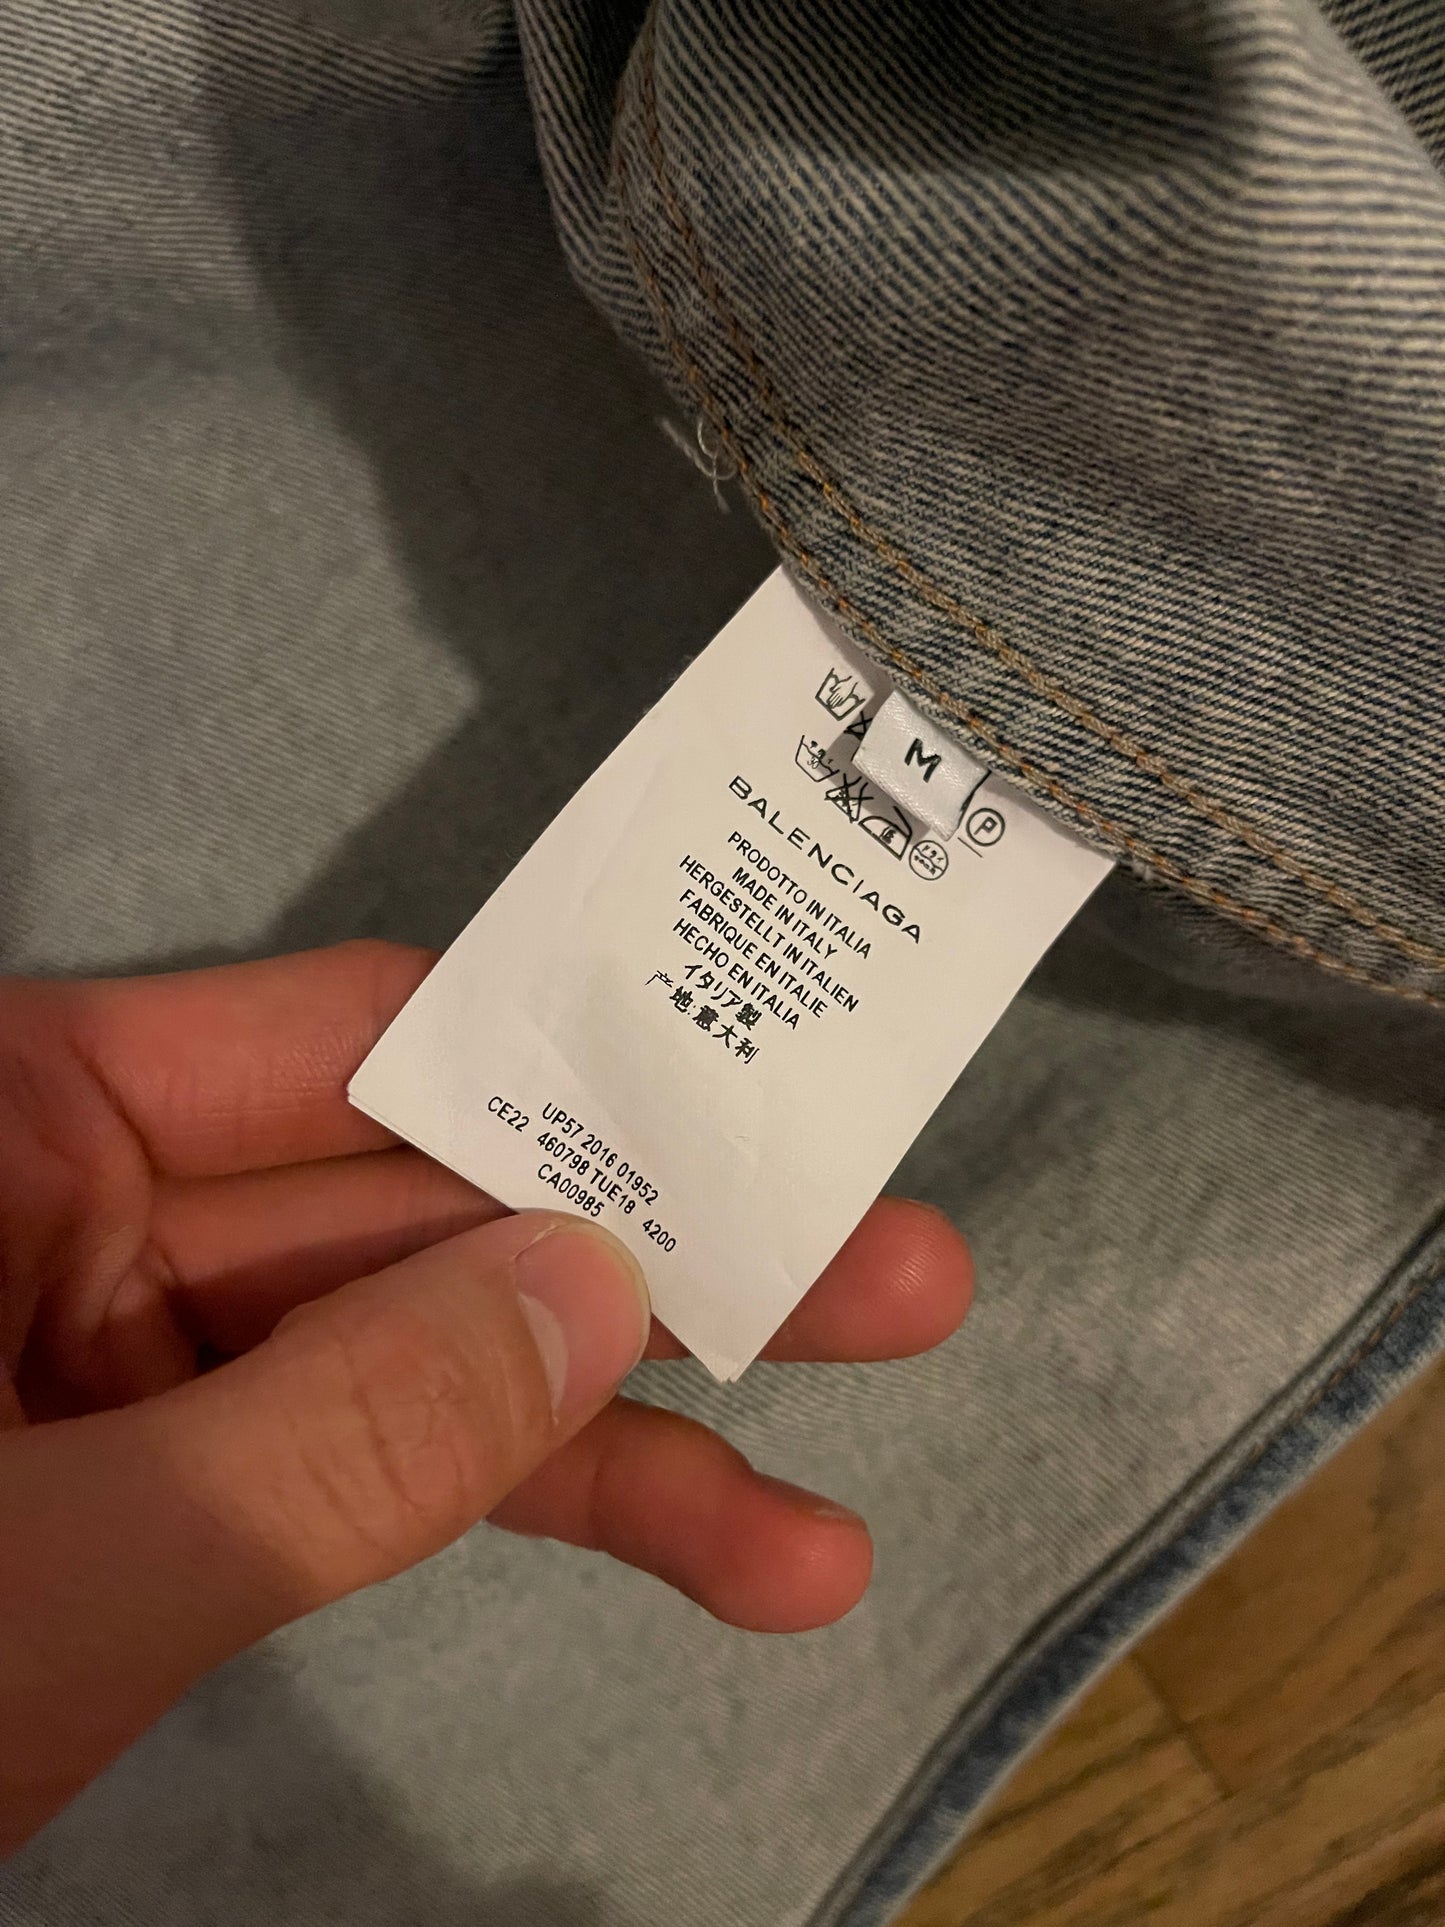 M
30
P
BALENCIAGA
PRODOTTO IN ITALIA
MADE IN ITALY
HERGESTELLT IN ITALIEN
FABRIQUE EN ITALIE
HECHO EN ITALIA
イタリア製
产地:意大利
UP57 2016 01952
CE22 460798 TUE18 4200
CA00985